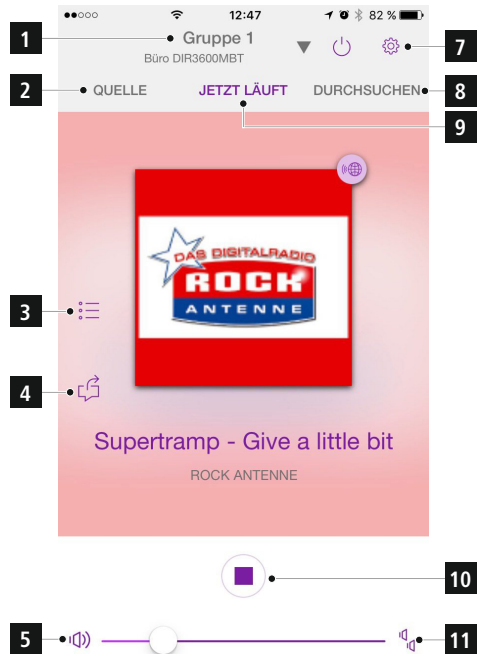 12:47
82 %
1
Gruppe 1
Büro DIR3600MBT
7
2
QUELLE
JETZT LÄUFT
DURCHSUCHEN
8
9
DAS DIGITALRADIO
ROCK
ANTENNE
3
4
Supertramp - Give a little bit
ROCK ANTENNE
10
5
11